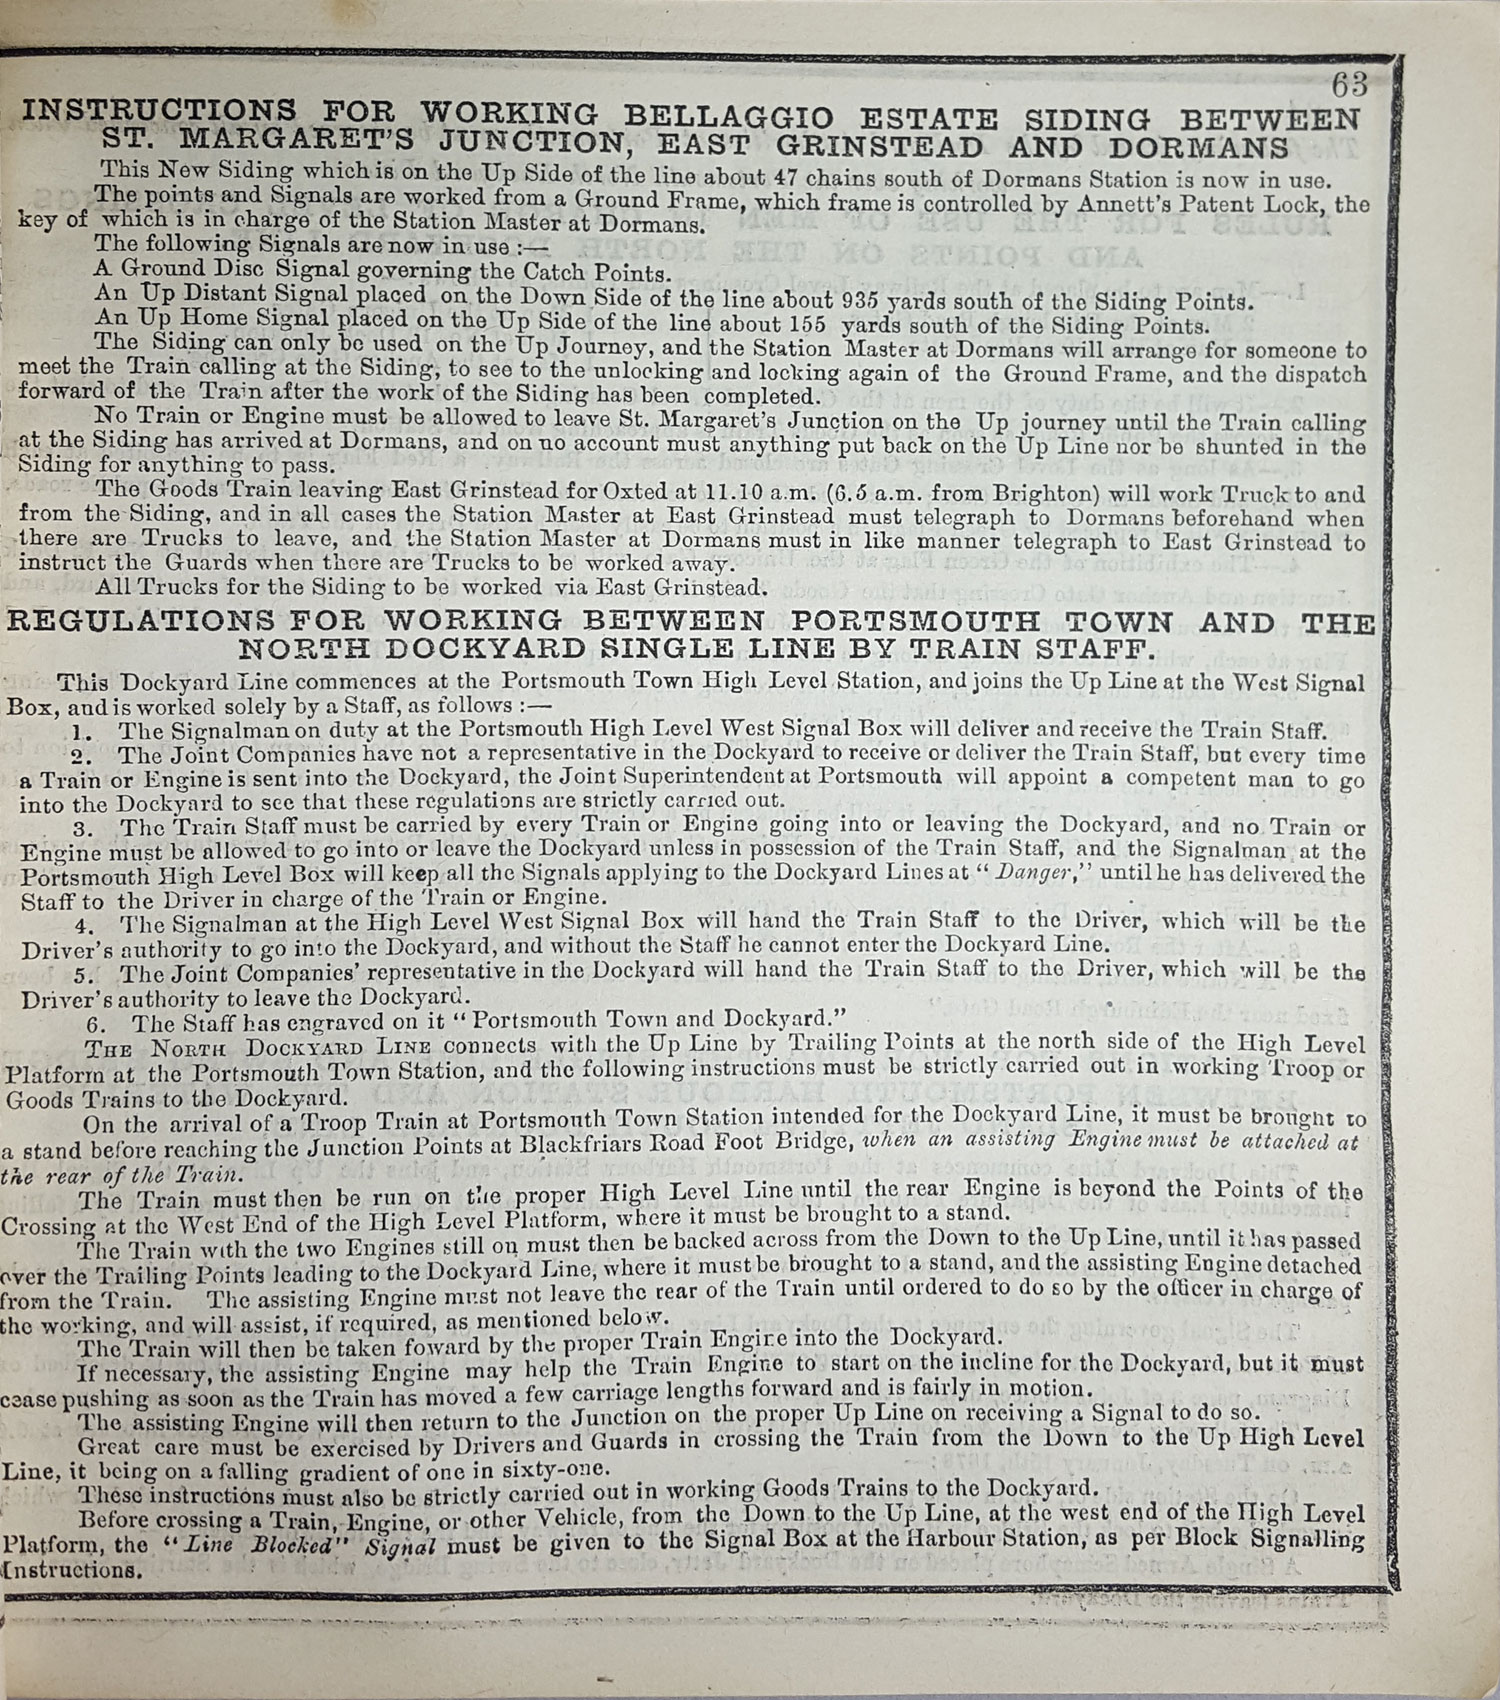 63
INSTRUCTIONS FOR WORKING BELLAGGIO ESTATE SIDING BETWEEN
ST. MARGARET'S JUNCTION, EAST GRINSTEAD AND DORMANS
This New Siding which is on the Up Side of the line about 47 chains south of Dormans Station is now in use.
The points and Signals are worked from a Ground Frame, which frame is controlled by Annett's Patent Lock, the
key of which is in charge of the Station Master at Dormans.
The following Signals are now in use :—
A Ground Disc Signal governing the Catch Points.
An Up Distant Signal placed on the Down Side of the line about 935 yards south of the Siding Points.
An Up Home Signal placed on the Up Side of the line about 155 yards south of the Siding Points.
The Siding can only be used on the Up Journey, and the Station Master at Dormans will arrange for someone to
meet the Train calling at the Siding, to see to the unlocking and locking again of the Ground Frame, and the dispatch
forward of the Train after the work of the Siding has been completed.
No Train or Engine must be allowed to leave St. Margaret's Junction on the Up journey until the Train calling
at the Siding has arrived at Dormans, and on no account must anything put back on the Up Line nor be shunted in the
Siding for anything to pass.
The Goods Train leaving East Grinstead for Oxted at 11.10 a.m. (6.5 a.m. from Brighton) will work Truck to and
from the Siding, and in all cases the Station Master at East Grinstead must telegraph to Dormans beforehand when
there are Trucks to leave, and the Station Master at Dormans must in like manner telegraph to East Grinstead to
instruct the Guards when there are Trucks to be worked away.
All Trucks for the Siding to be worked via East Grinstead.
REGULATIONS FOR WORKING BETWEEN PORTSMOUTH TOWN AND THE
NORTH DOCKYARD SINGLE LINE BY TRAIN STAFF.
This Dockyard Line commences at the Portsmouth Town High Level Station, and joins the Up Line at the West Signal
Box, and is worked solely by a Staff, as follows :—
1. The Signalman on duty at the Portsmouth High Level West Signal Box will deliver and receive the Train Staff.
2. The Joint Companies have not a representative in the Dockyard to receive or deliver the Train Staff, but every time
a Train or Engine is sent into the Dockyard, the Joint Superintendent at Portsmouth will appoint a competent man to go
into the Dockyard to see that these regulations are strictly carried out.
3. The Train Staff must be carried by every Train or Engine going into or leaving the Dockyard, and no Train or
Engine must be allowed to go into or leave the Dockyard unless in possession of the Train Staff, and the Signalman at the
Portsmouth High Level Box will keep all the Signals applying to the Dockyard Lines at "Danger," until he has delivered the
Staff to the Driver in charge of the Train or Engine.
4. The Signalman at the High Level West Signal Box will hand the Train Staff to the Driver, which will be the
Driver's authority to go into the Dockyard, and without the Staff he cannot enter the Dockyard Line.
5. The Joint Companies' representative in the Dockyard will hand the Train Staff to the Driver, which will be the
Driver's authority to leave the Dockyard.
6. The Staff has engraved on it "Portsmouth Town and Dockyard."
THE NORTH DOCKYARD LINE connects with the Up Line by Trailing Points at the north side of the High Level
Platform at the Portsmouth Town Station, and the following instructions must be strictly carried out in working Troop or
Goods Trains to the Dockyard.
On the arrival of a Troop Train at Portsmouth Town Station intended for the Dockyard Line, it must be brought to
a stand before reaching the Junction Points at Blackfriars Road Foot Bridge, when an assisting Engine must be attached at
the rear of the Train.
The Train must then be run on the proper High Level Line until the rear Engine is beyond the Points of the
Crossing at the West End of the High Level Platform, where it must be brought to a stand.
The Train with the two Engines still on must then be backed across from the Down to the Up Line, until it has passed
over the Trailing Points leading to the Dockyard Line, where it must be brought to a stand, and the assisting Engine detached
from the Train. The assisting Engine must not leave the rear of the Train until ordered to do so by the officer in charge of
the working, and will assist, if required, as mentioned below.
The Train will then be taken foward by the proper Train Engine into the Dockyard.
If necessary, the assisting Engine may help the Train Engine to start on the incline for the Dockyard, but it must
cease pushing as soon as the Train has moved a few carriage lengths forward and is fairly in motion.
The assisting Engine will then return to the Junction on the proper Up Line on receiving a Signal to do so.
Great care must be exercised by Drivers and Guards in crossing the Train from the Down to the Up High Level
Line, it being on a falling gradient of one in sixty-one.
These instructions must also be strictly carried out in working Goods Trains to the Dockyard.
Before crossing a Train, Engine, or other Vehicle, from the Down to the Up Line, at the west end of the High Level
Platform, the "Line Blocked" Signal must be given to the Signal Box at the Harbour Station, as per Block Signalling
Instructions.